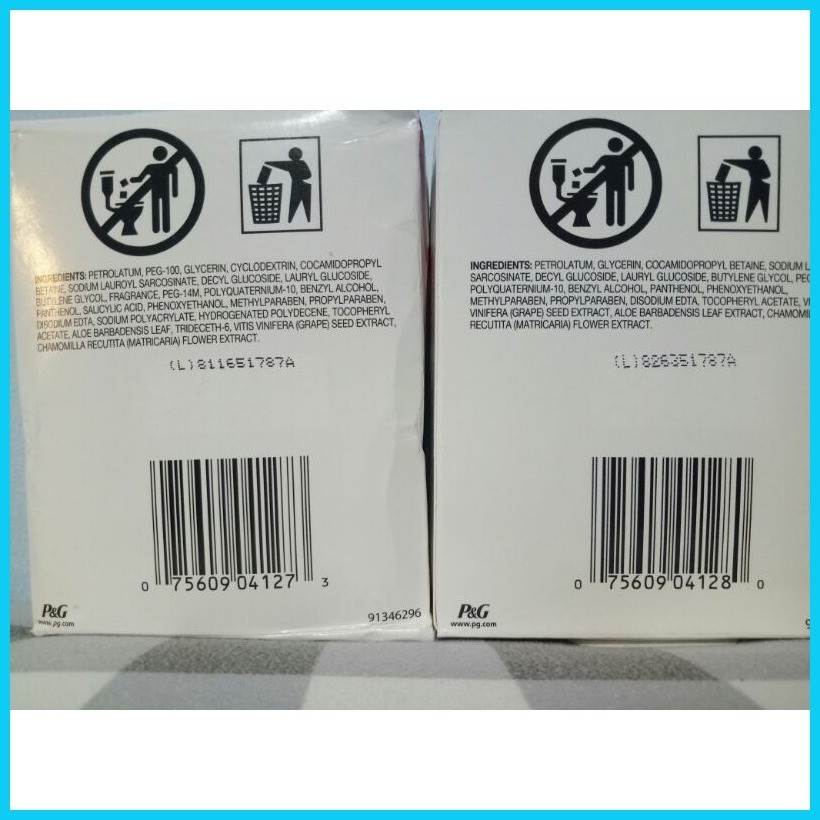 INGREDIENTS: PETROLATUM, PEG-100, GLYCERIN, CYCLODEXTRIN, COCAMIDOPROPYL
BETAINE, SODIUM LAUROYL SARCOSINATE, DECYL GLUCOSIDE, LAURYL GLUCOSIDE,
BUTYLENE GLYCOL, FRAGRANCE, PEG-14M, POLYQUATERNIUM-10, BENZYL ALCOHOL,
PANTHENOL, SALICYLIC ACID, PHENOXYETHANOL, METHYLPARABEN, PROPYLPARABEN,
DISODIUM EDTA, SODIUM POLYACRYLATE, HYDROGENATED POLYDECENE, TOCOPHERYL
ACETATE, ALOE BARBADENSIS LEAF, TRIDECETH-6, VITIS VINIFERA (GRAPE) SEED EXTRACT,
CHAMOMILLA RECUTITA (MATRICARIA) FLOWER EXTRACT.
(L)811651787A
0 75609 04127 3
P&G
www.pg.com
91346296
INGREDIENTS: PETROLATUM, GLYCERIN, COCAMIDOPROPYL BETAINE, SODIUM L
SARCOSINATE, DECYL GLUCOSIDE, LAURYL GLUCOSIDE, BUTYLENE GLYCOL, PEG
POLYQUATERNIUM-10, BENZYL ALCOHOL, PANTHENOL, PHENOXYETHANOL,
METHYLPARABEN, PROPYLPARABEN, DISODIUM EDTA, TOCOPHERYL ACETATE, VI
VINIFERA (GRAPE) SEED EXTRACT, ALOE BARBADENSIS LEAF EXTRACT, CHAMOMI
RECUTITA (MATRICARIA) FLOWER EXTRACT.
(L)826351787A
0 75609 04128 0
P&G
www.pg.com
9